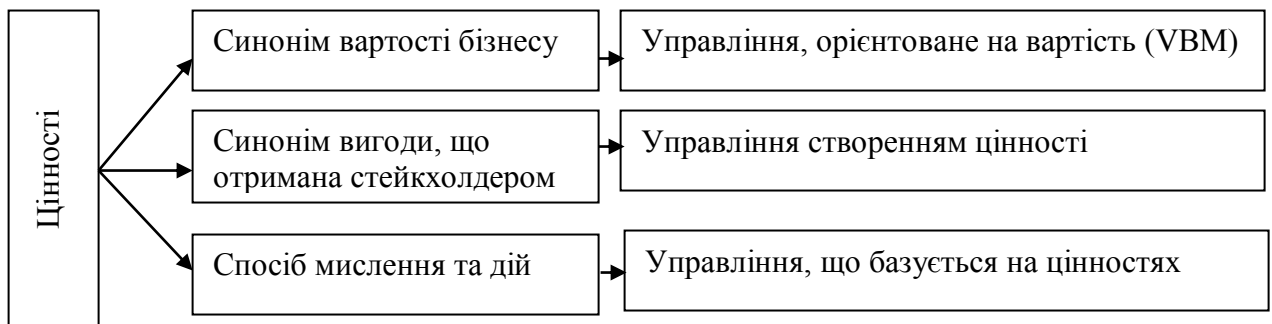 Цінності
Синонім вартості бізнесу
Управління, орієнтоване на вартість (VBM)
Синонім вигоди, що
отримана стейкхолдером
Управління створенням цінності
Спосіб мислення та дій
Управління, що базується на цінностях